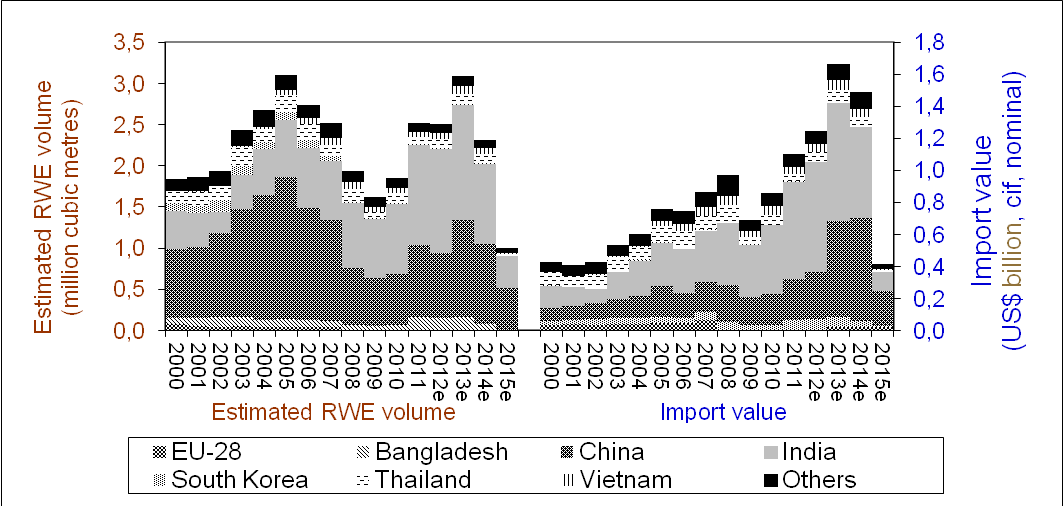 Estimated RWE volume
(million cubic metres)
3,5
3,0
2,5
2,0
1,5
1,0
0,5
0,0
1,8
1,6
1,4
1,2
1,0
0,8
0,6
0,4
0,2
0,0
Import value
(US$ billion, cif, nominal)
2000
2001
2002
2003
2004
2005
2006
2007
2008
2009
2010
2011
2012e
2013e
2014e
2015e
2000
2001
2002
2003
2004
2005
2006
2007
2008
2009
2010
2011
2012e
2013e
2014e
2015e
Estimated RWE volume
Import value
EU-28 Bangladesh China India
South Korea Thailand Vietnam Others